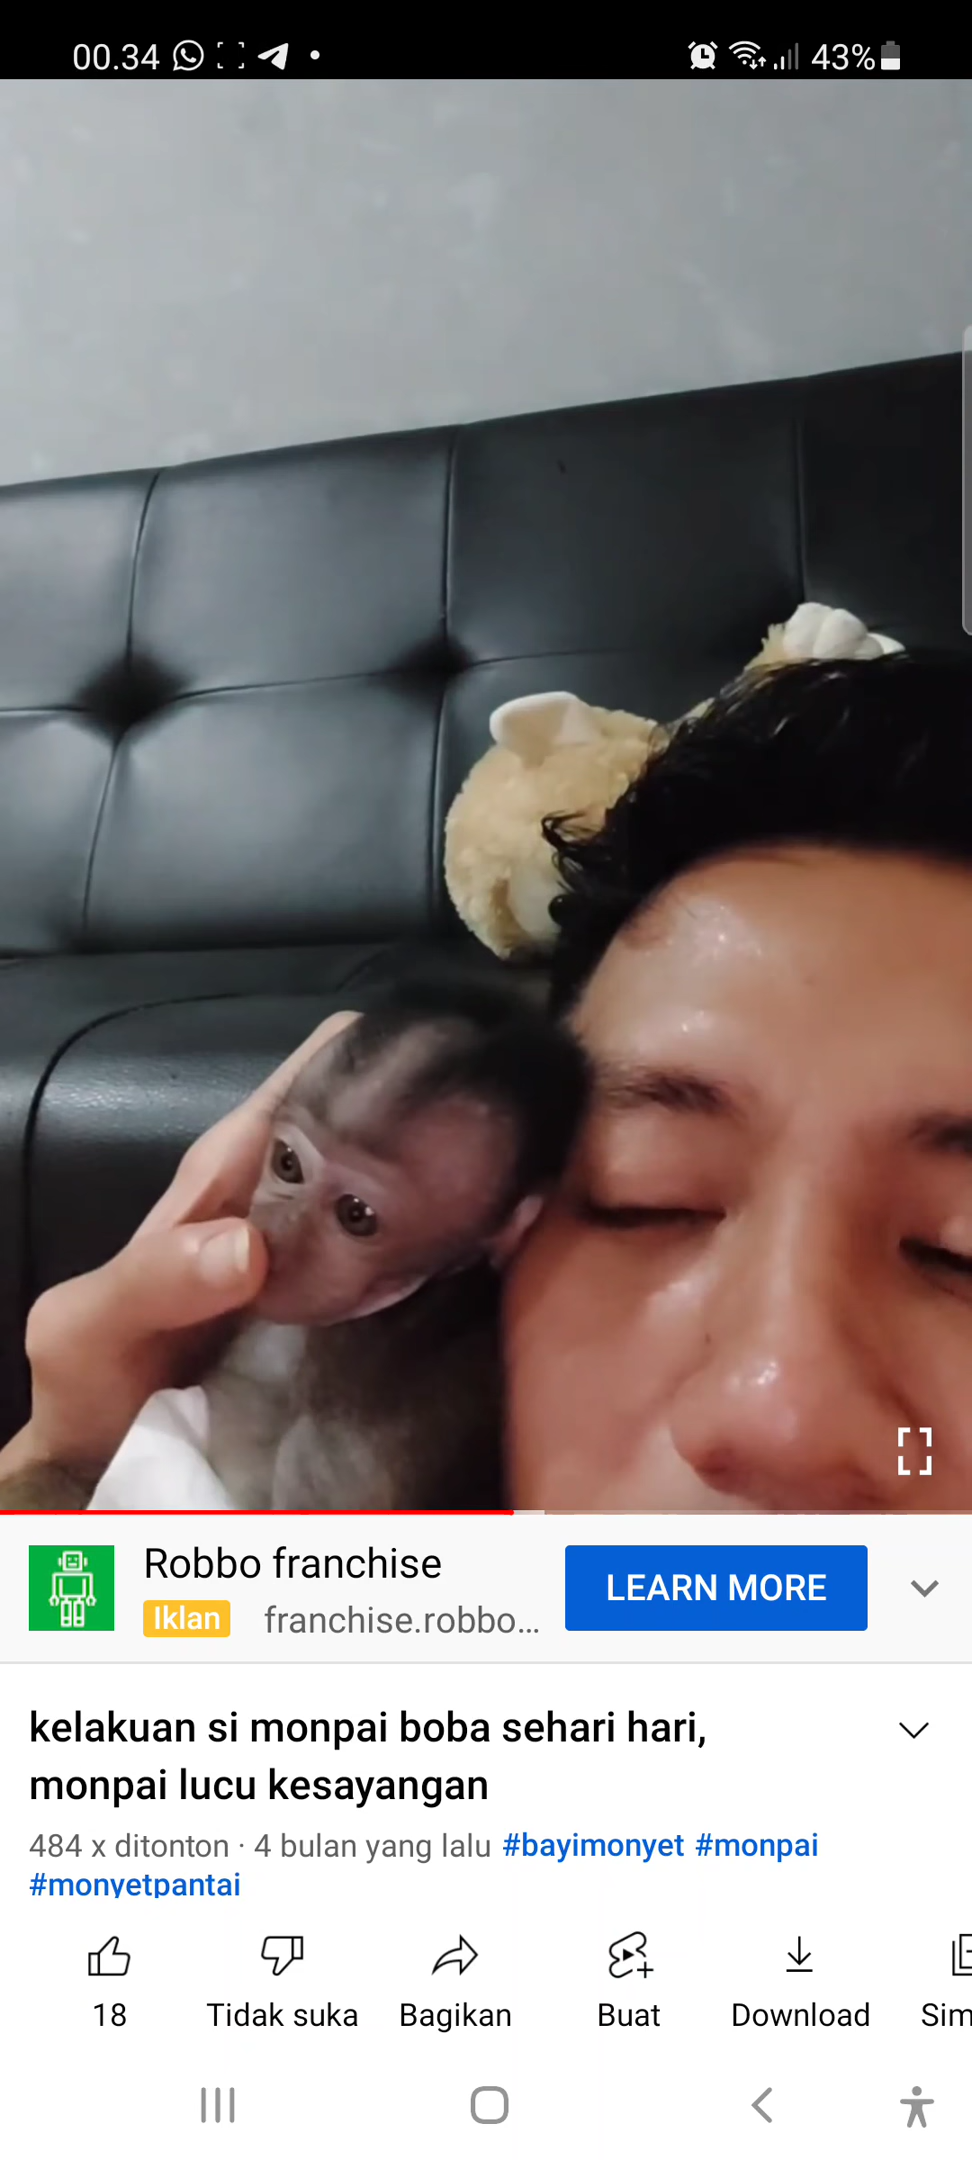 00.34 43%
Robbo franchise
LEARN MORE
Iklan franchise.robbo...
kelakuan si monpai boba sehari hari,
monpai lucu kesayangan
484 x ditonton · 4 bulan yang lalu #bayimonyet #monpai
#monyetpantai
18 Tidak suka Bagikan Buat Download Sim